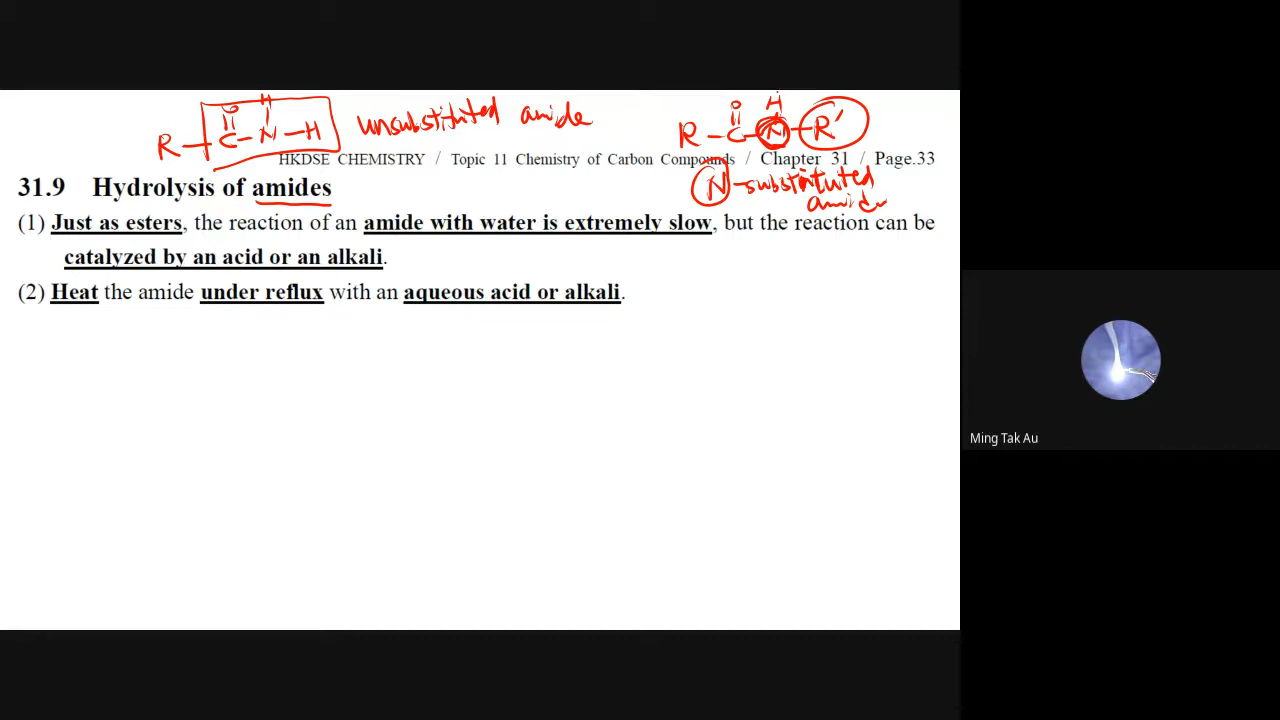 O H O H
R – C – N – H unsubstituted amide R – C – N – R'
HKDSE CHEMISTRY / Topic 11 Chemistry of Carbon Compounds / Chapter 31 / Page.33
N-substituted
amide
31.9 Hydrolysis of amides
(1) Just as esters, the reaction of an amide with water is extremely slow, but the reaction can be
catalyzed by an acid or an alkali.
(2) Heat the amide under reflux with an aqueous acid or alkali.
Ming Tak Au